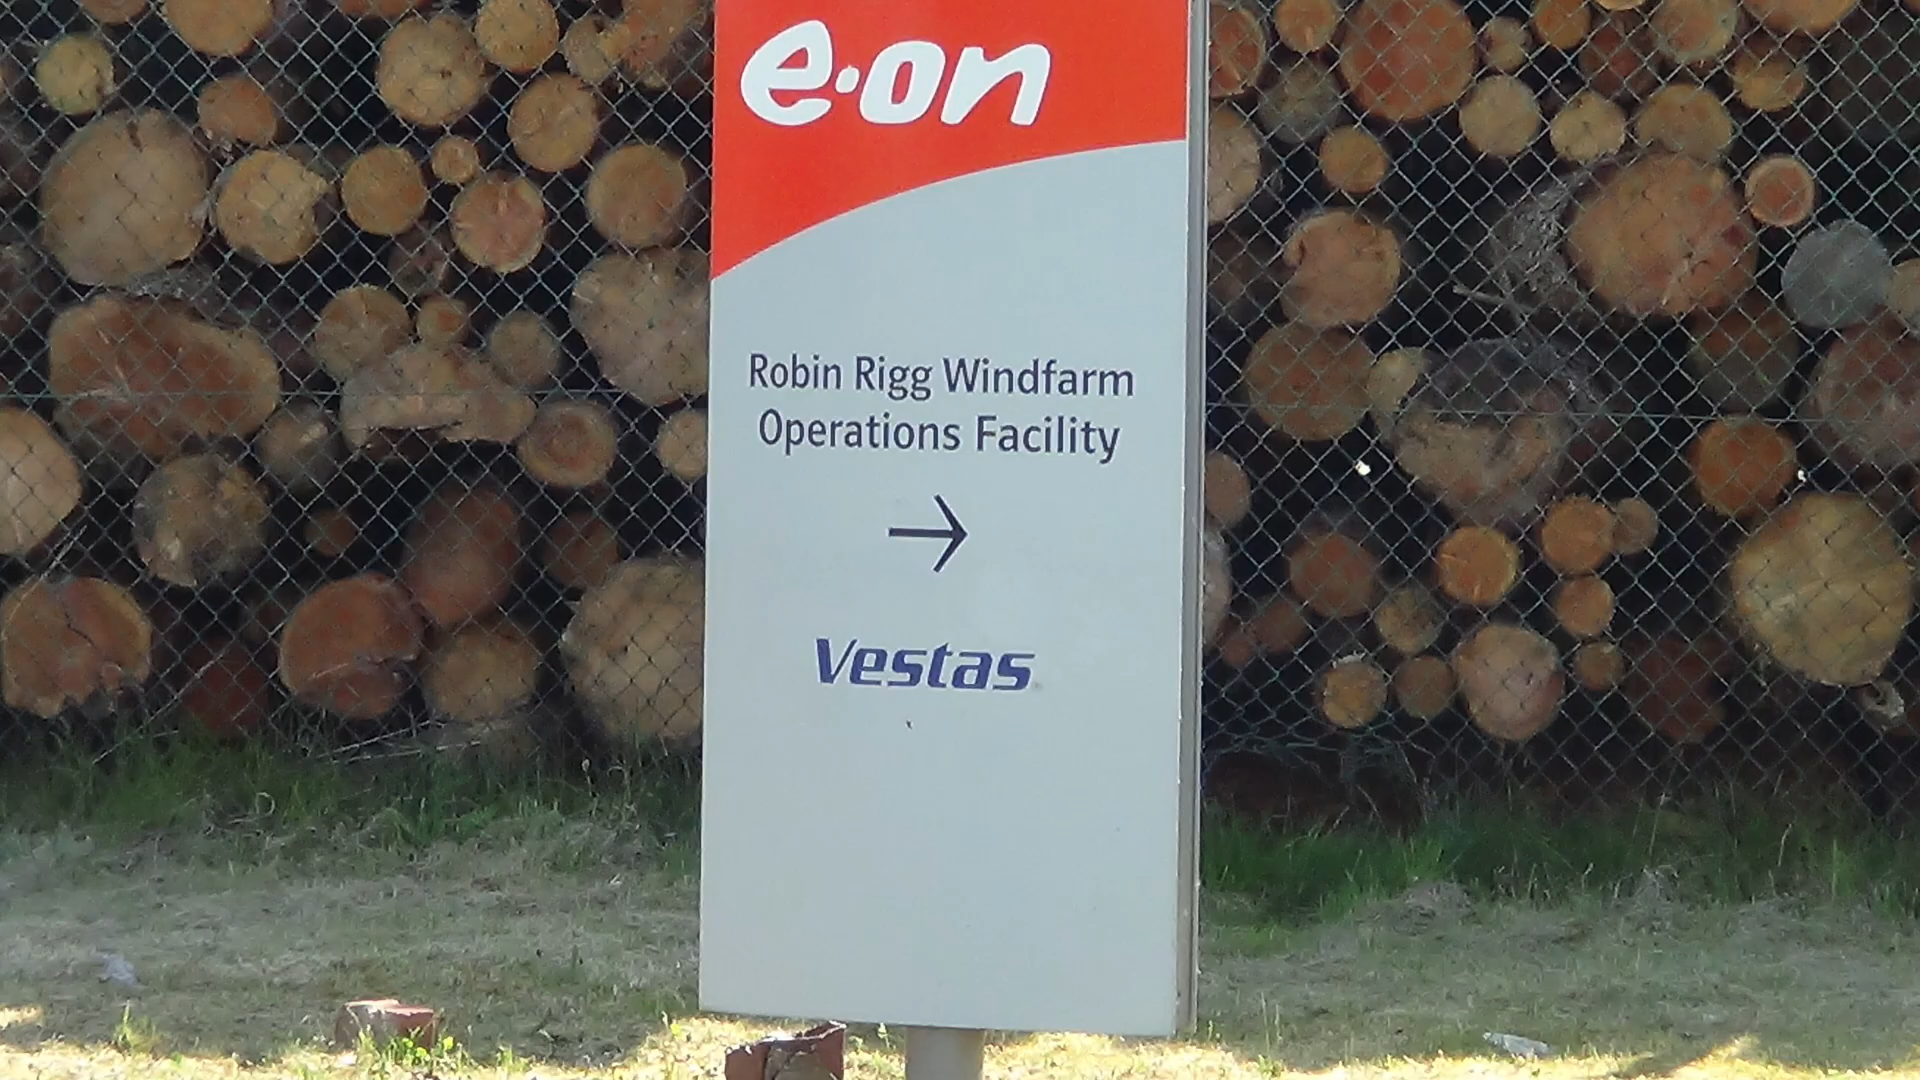 e·on
Robin Rigg Windfarm
Operations Facility
→
Vestas